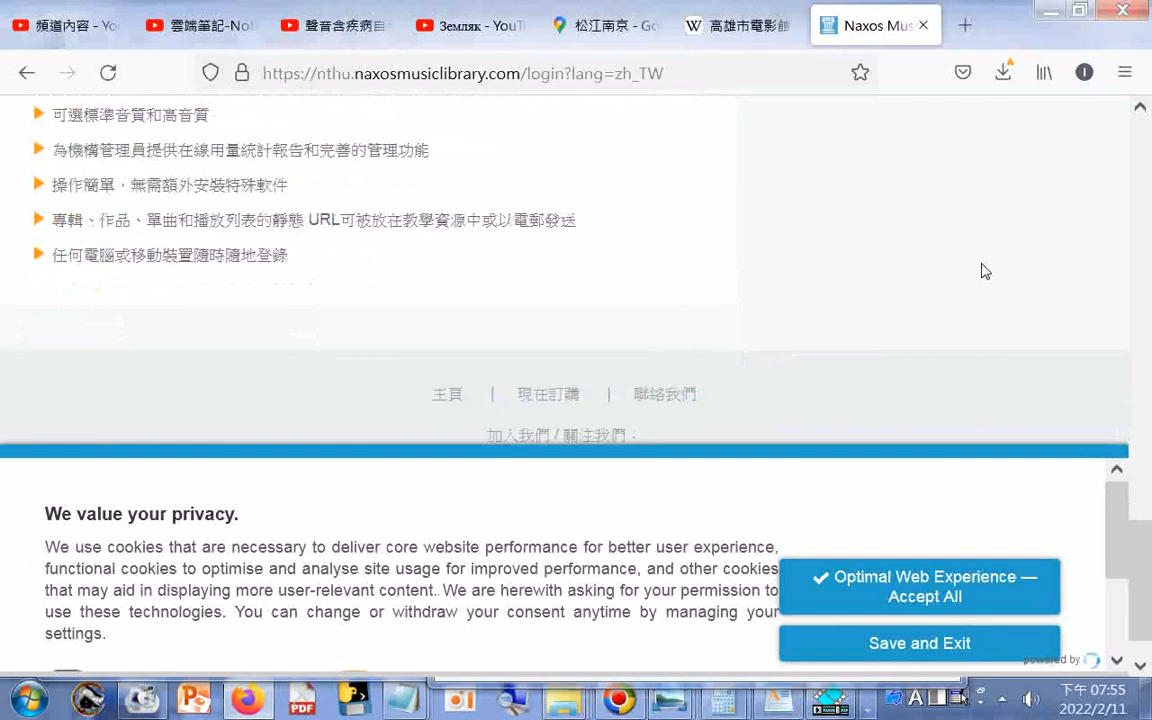 頻道內容 - Yo
雲端筆記-Not
聲音含疾病自
Земляк - YouTu
松江南京 - Go
W 高雄市電影館
Naxos Mus
https://nthu.naxosmusiclibrary.com/login?lang=zh_TW
可選標準音質和高音質
為機構管理員提供在線用量統計報告和完善的管理功能
操作簡單，無需額外安裝特殊軟件
專輯、作品、單曲和播放列表的靜態 URL可被放在教學資源中或以電郵發送
任何電腦或移動裝置隨時隨地登錄
主頁 | 現在訂購 | 聯絡我們
加入我們 / 關注我們：
We value your privacy.
We use cookies that are necessary to deliver core website performance for better user experience,
functional cookies to optimise and analyse site usage for improved performance, and other cookies
that may aid in displaying more user-relevant content. We are herewith asking for your permission to
use these technologies. You can change or withdraw your consent anytime by managing your
settings.
Optimal Web Experience —
Accept All
Save and Exit
powered by
PDF
A
下午 07:55
2022/2/11